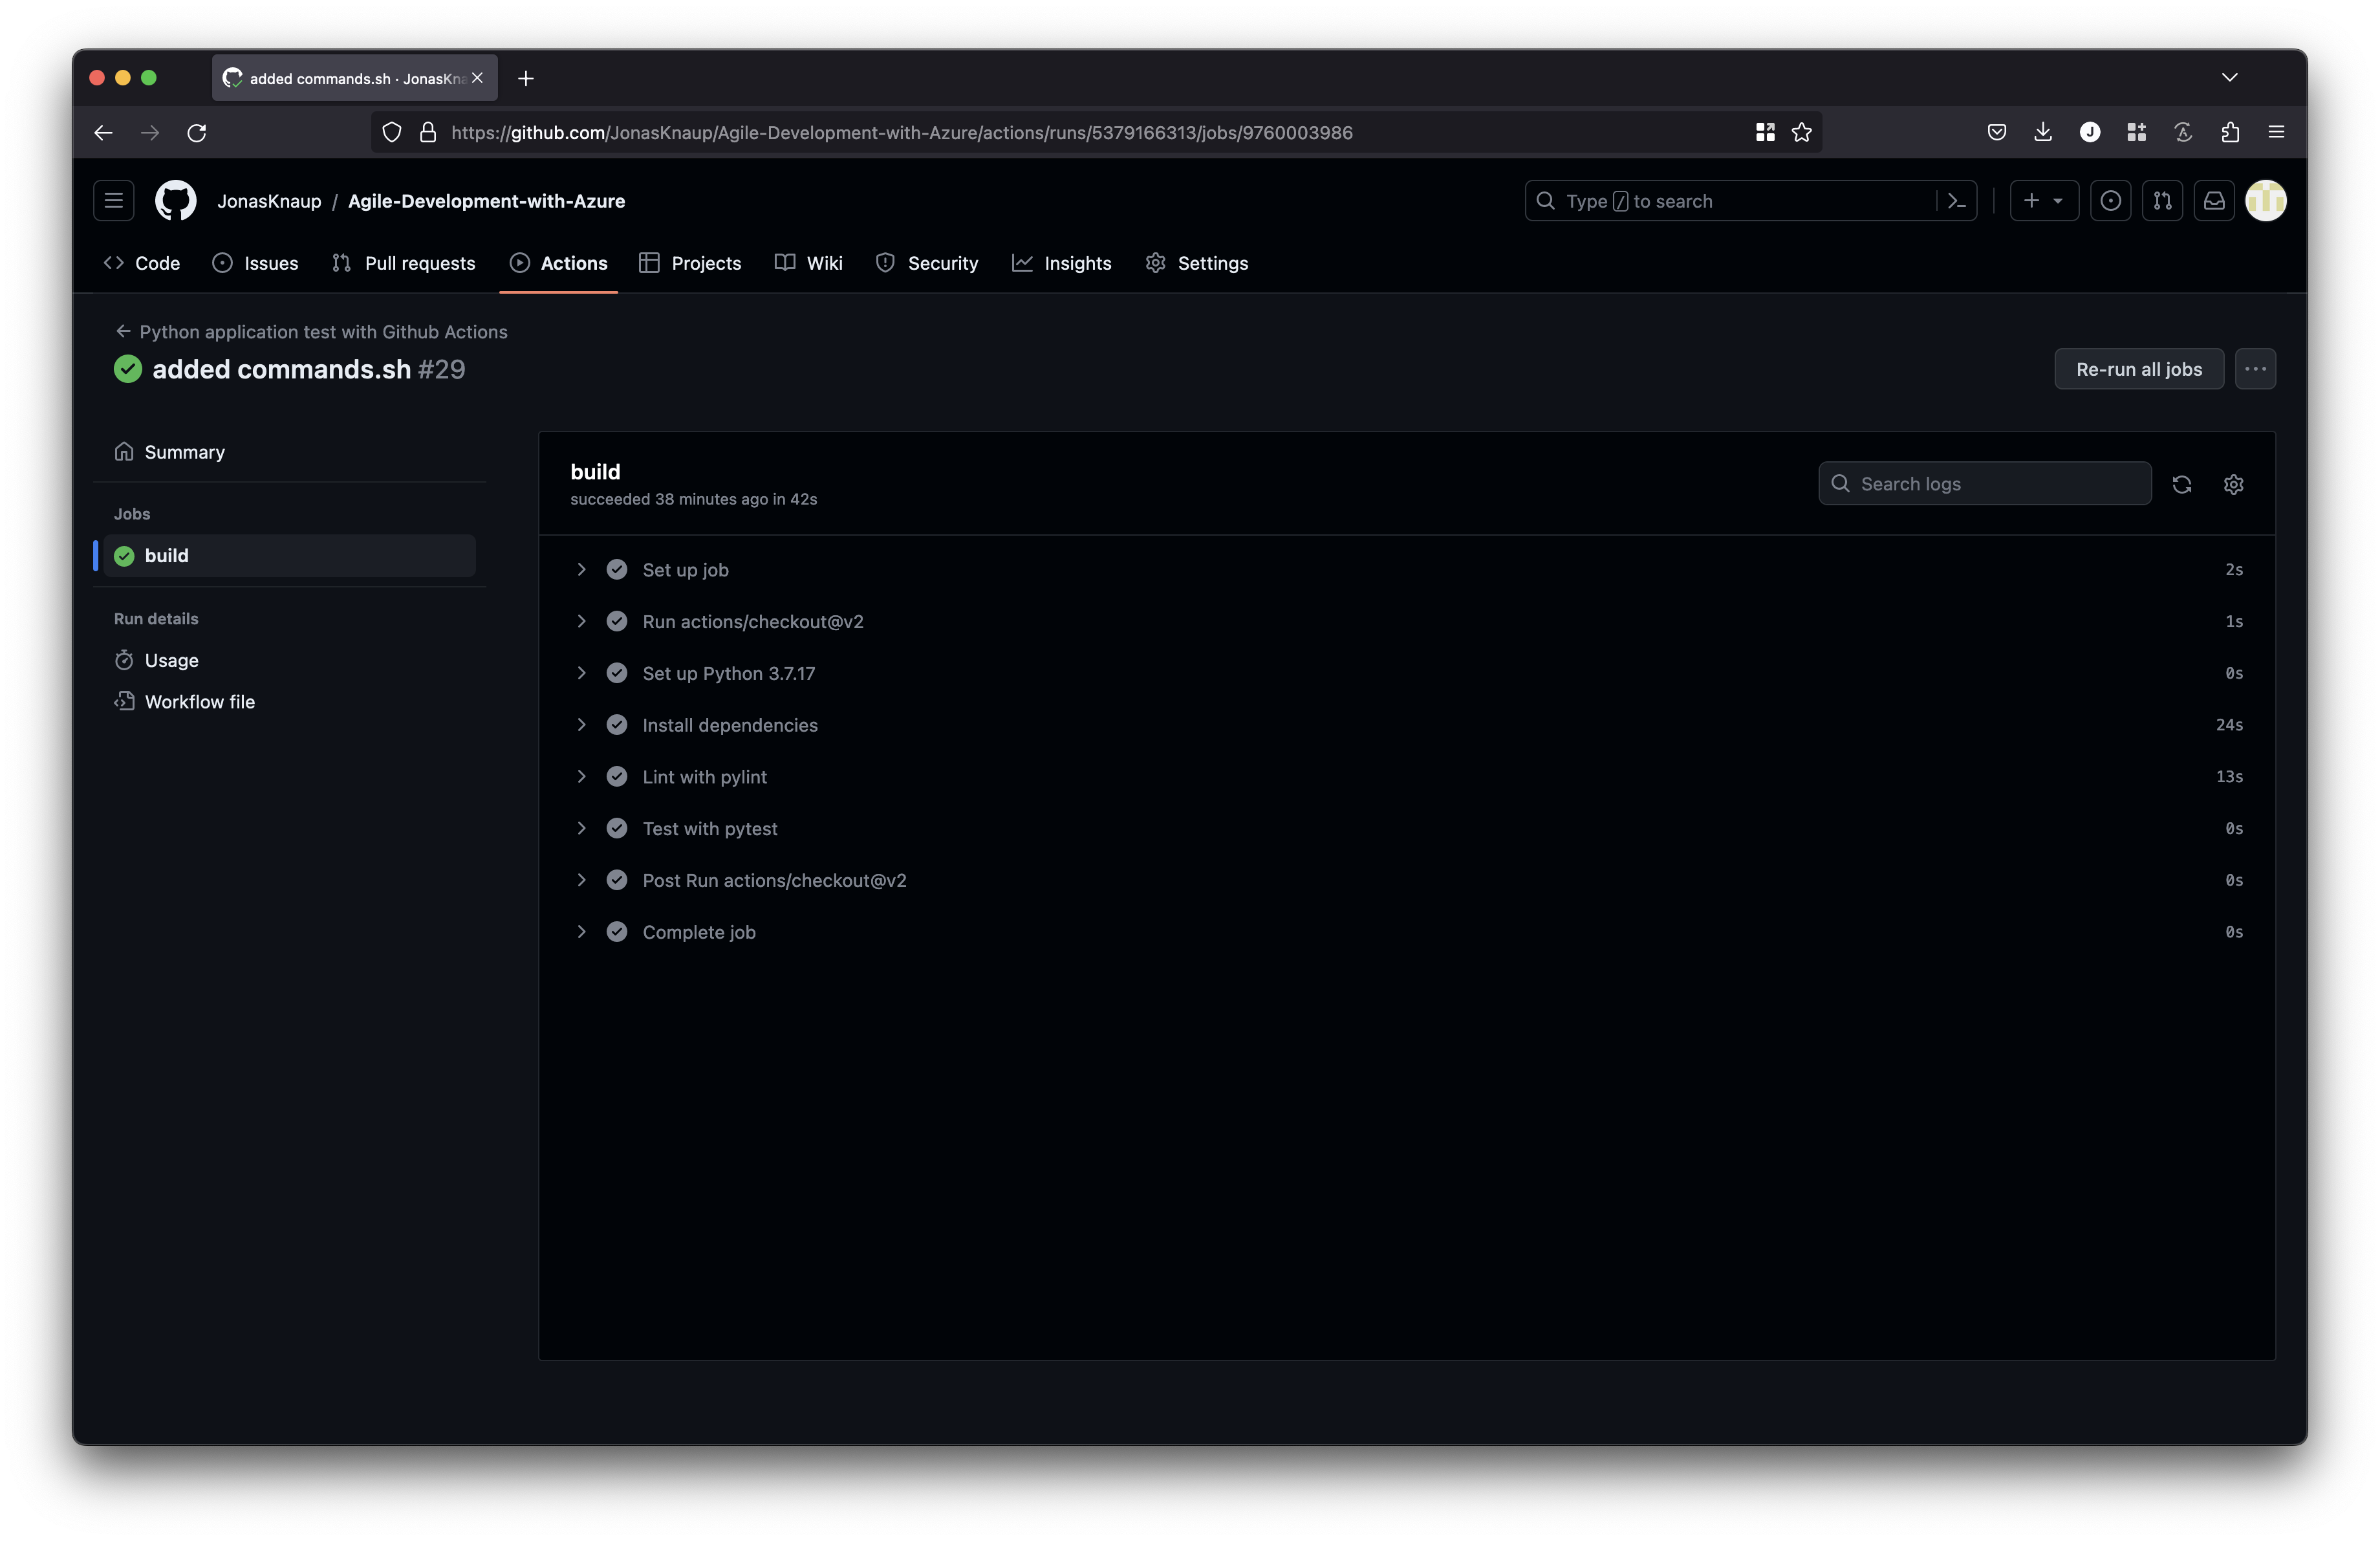 added commands.sh · JonasKna
https://github.com/JonasKnaup/Agile-Development-with-Azure/actions/runs/5379166313/jobs/9760003986
J
A
JonasKnaup / Agile-Development-with-Azure
Type / to search
Code Issues Pull requests Actions Projects Wiki Security Insights Settings
Python application test with Github Actions
added commands.sh #29
Re-run all jobs
Summary
Jobs
build
Run details
Usage
Workflow file
build
succeeded 38 minutes ago in 42s
Search logs
Set up job 2s
Run actions/checkout@v2 1s
Set up Python 3.7.17 0s
Install dependencies 24s
Lint with pylint 13s
Test with pytest 0s
Post Run actions/checkout@v2 0s
Complete job 0s